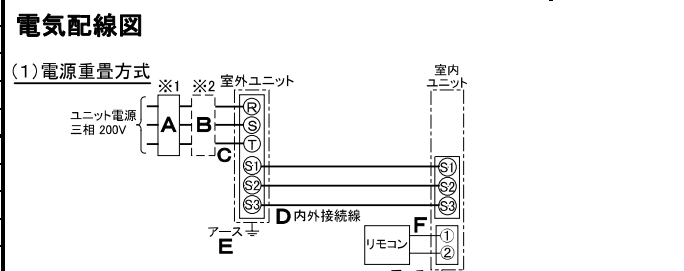 電気配線図
(1)電源重畳方式
※1 ※2 室外ユニット 室内
ユニット
ユニット電源
三相 200V
A B
R
S
T
C
S1 S1
S2 S2
S3 S3
D 内外接続線
アース
E
F
リモコン
①
②